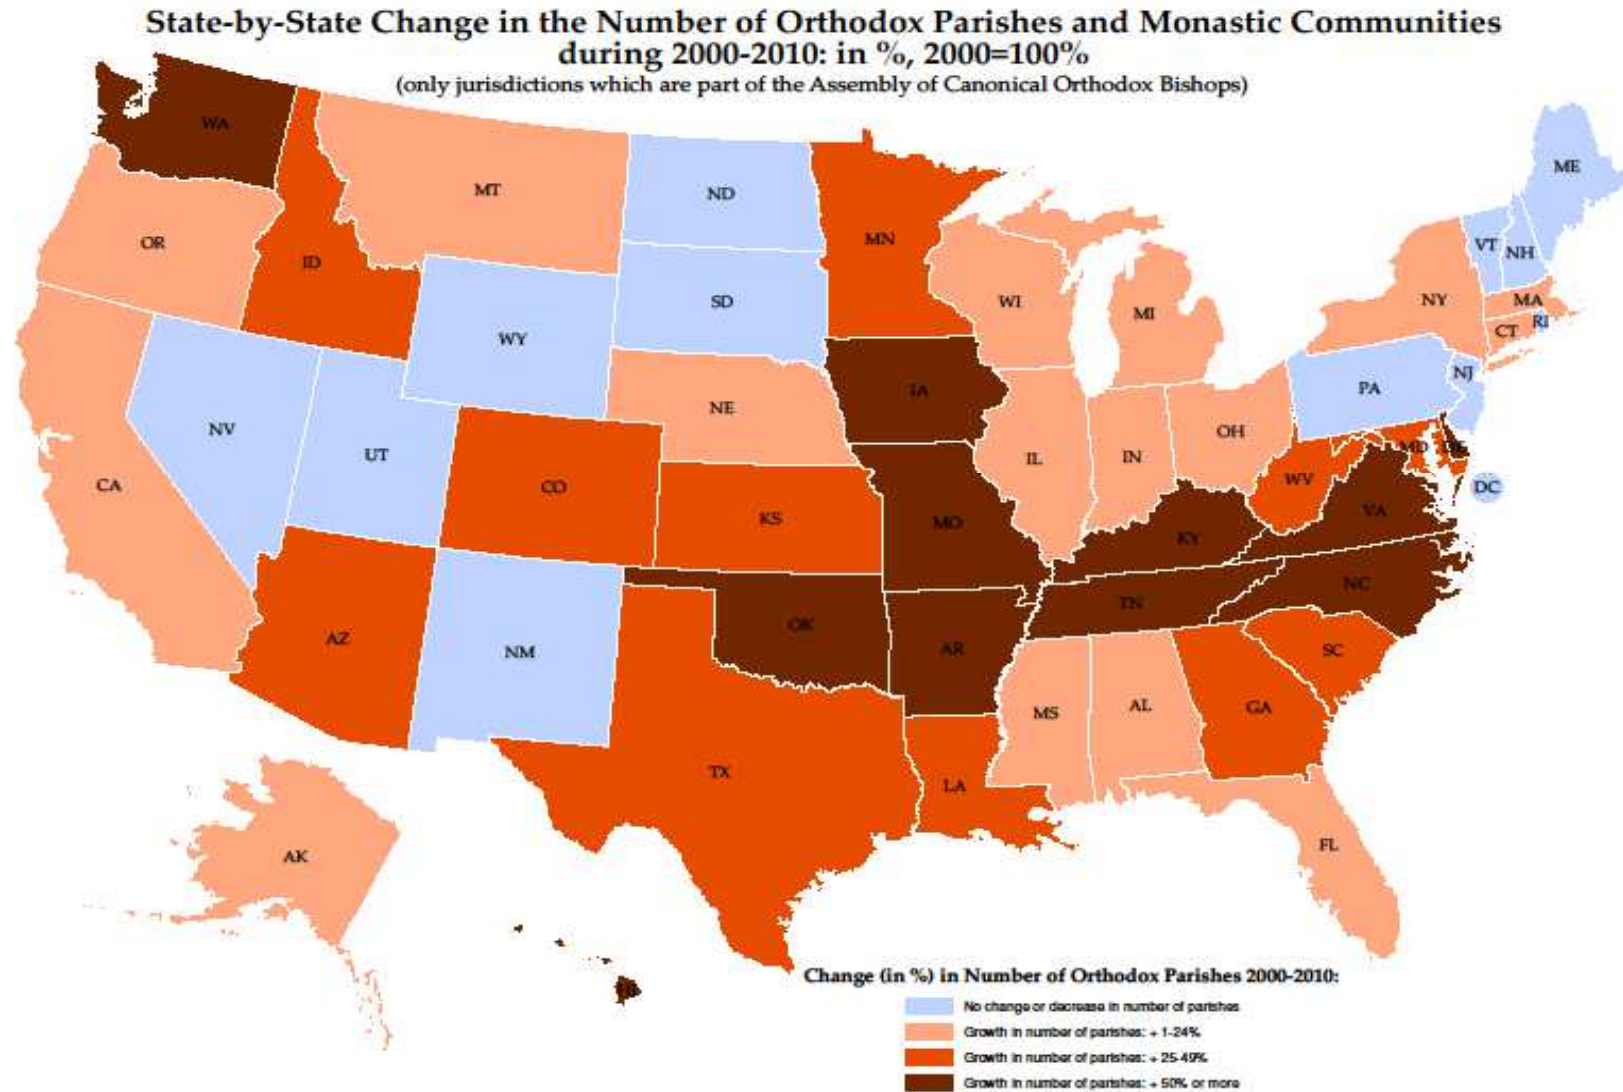 State-by-State Change in the Number of Orthodox Parishes and Monastic Communities
during 2000-2010: in %, 2000=100%
(only jurisdictions which are part of the Assembly of Canonical Orthodox Bishops)
WA
MT
ND
ME
OR
ID
MN
VT
NH
SD
WI
MI
NY
MA
WY
CT
RI
NE
IA
PA
NJ
NV
UT
OH
CA
CO
KS
IL
IN
WV
MD
DE
DC
MO
KY
VA
AZ
NM
OK
AR
TN
NC
SC
MS
AL
GA
TX
LA
AK
FL
Change (in %) in Number of Orthodox Parishes 2000-2010:
No change or decrease in number of parishes
Growth in number of parishes: + 1-24%
Growth in number of parishes: + 25-49%
Growth in number of parishes: + 50% or more